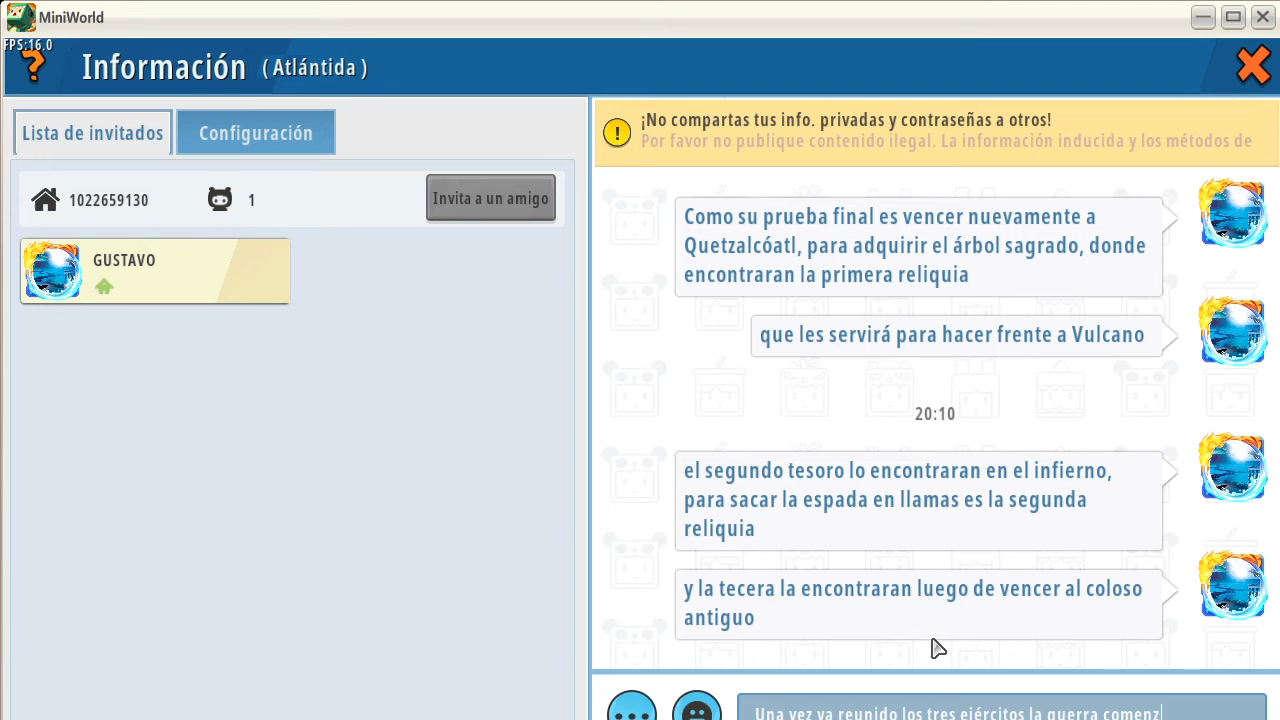 MiniWorld
FPS:16.0
Información ( Atlántida )
Lista de invitados
Configuración
1022659130
1
Invita a un amigo
GUSTAVO
¡No compartas tus info. privadas y contraseñas a otros!
Por favor no publique contenido ilegal. La información inducida y los métodos de
Como su prueba final es vencer nuevamente a
Quetzalcóatl, para adquirir el árbol sagrado, donde
encontraran la primera reliquia
que les servirá para hacer frente a Vulcano
20:10
el segundo tesoro lo encontraran en el infierno,
para sacar la espada en llamas es la segunda
reliquia
y la tecera la encontraran luego de vencer al coloso
antiguo
Una vez ya reunido los tres ejércitos la guerra comenz